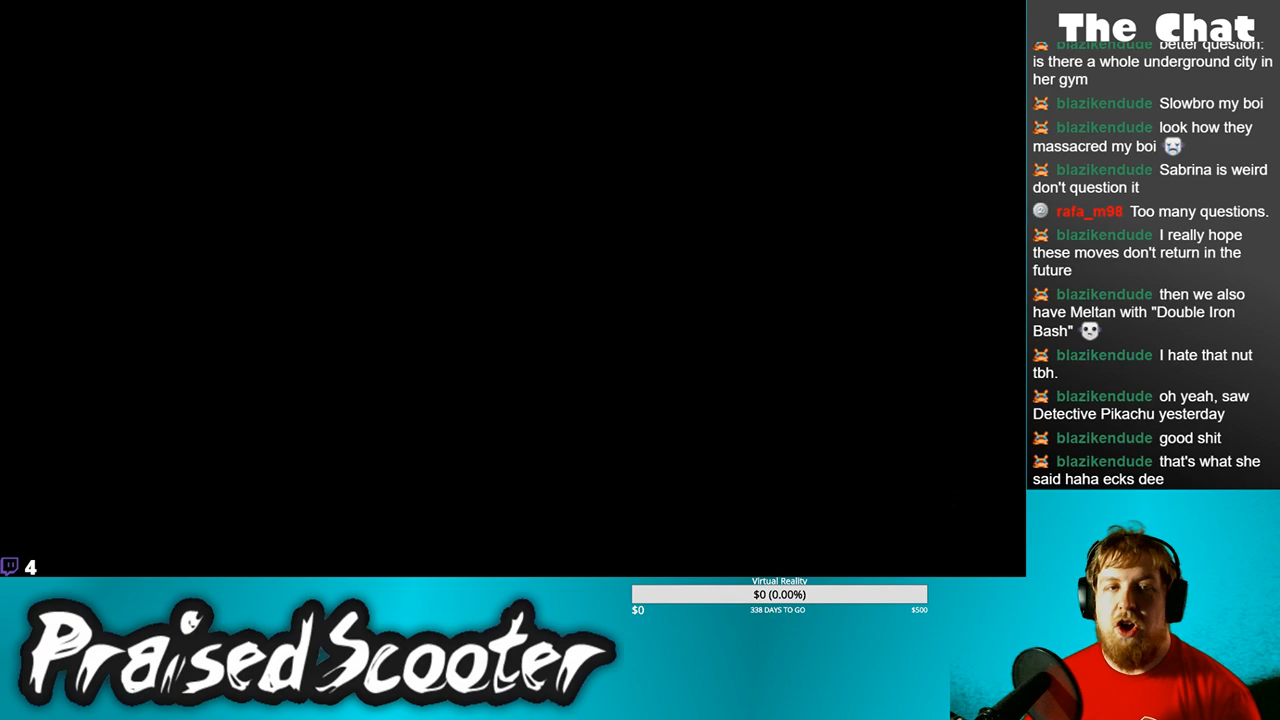 The Chat
blazikendude better question:
is there a whole underground city in
her gym
blazikendude Slowbro my boi
blazikendude look how they
massacred my boi
blazikendude Sabrina is weird
don't question it
rafa_m98 Too many questions.
blazikendude I really hope
these moves don't return in the
future
blazikendude then we also
have Meltan with "Double Iron
Bash"
blazikendude I hate that nut
tbh.
blazikendude oh yeah, saw
Detective Pikachu yesterday
blazikendude good shit
blazikendude that's what she
said haha ecks dee
4
Virtual Reality
$0 (0.00%)
$0 338 DAYS TO GO $500
PraisedScooter